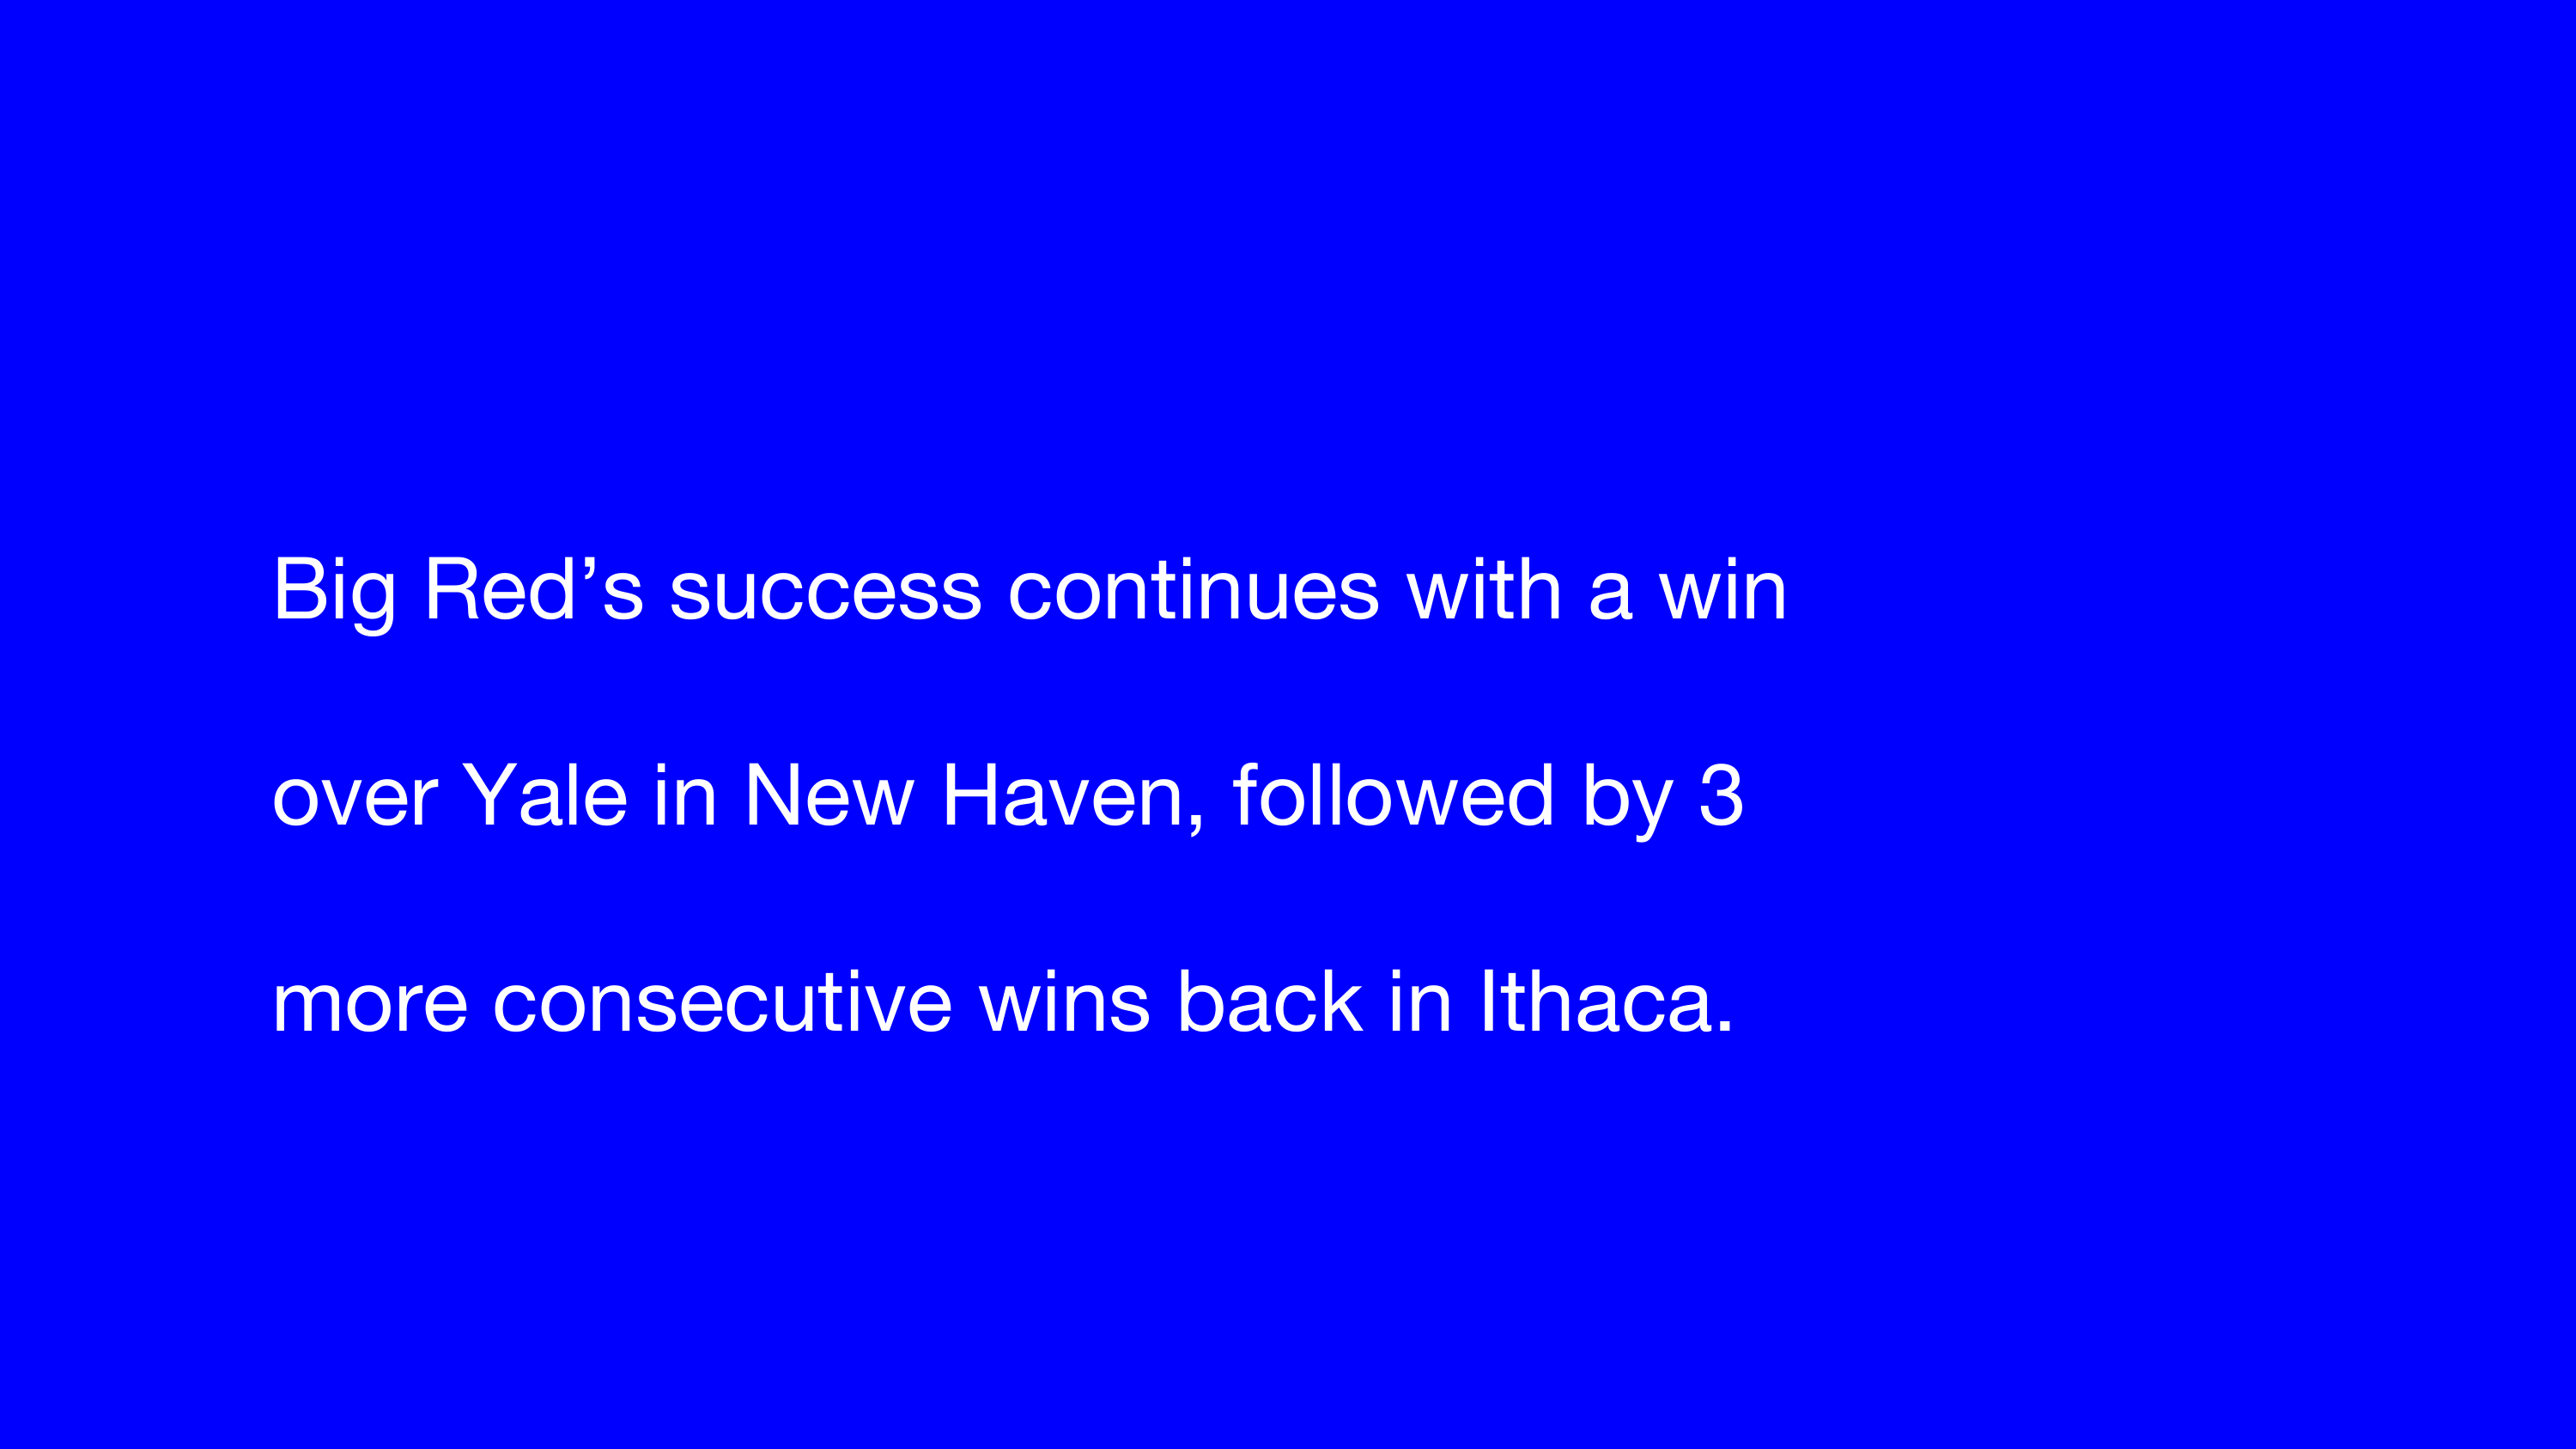 Big Red’s success continues with a win
over Yale in New Haven, followed by 3
more consecutive wins back in Ithaca.